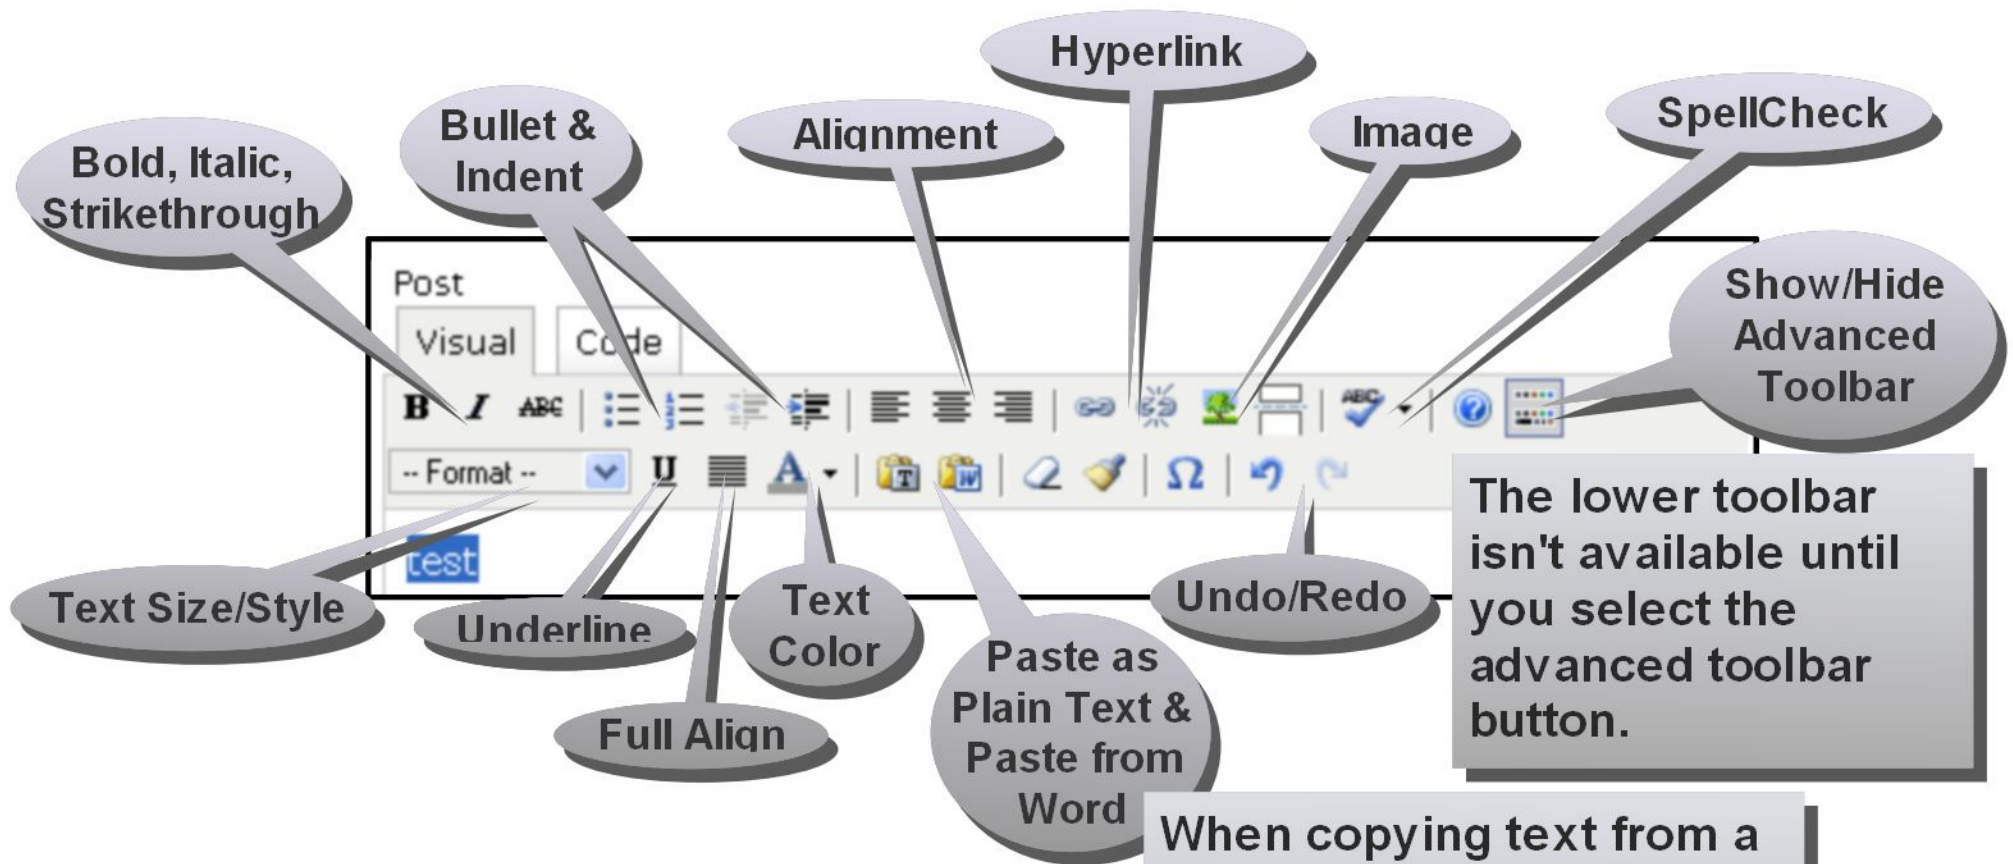 Hyperlink
SpellCheck
Bullet &
Indent
Alignment
Image
Bold, Italic,
Strikethrough
Show/Hide
Advanced
Toolbar
Post
Visual
Code
B I ABC
ABC
-- Format --
U
A
T
W
Ω
test
The lower toolbar
isn't available until
you select the
advanced toolbar
button.
Text Size/Style
Underline
Text
Color
Undo/Redo
Full Align
Paste as
Plain Text &
Paste from
Word
When copying text from a